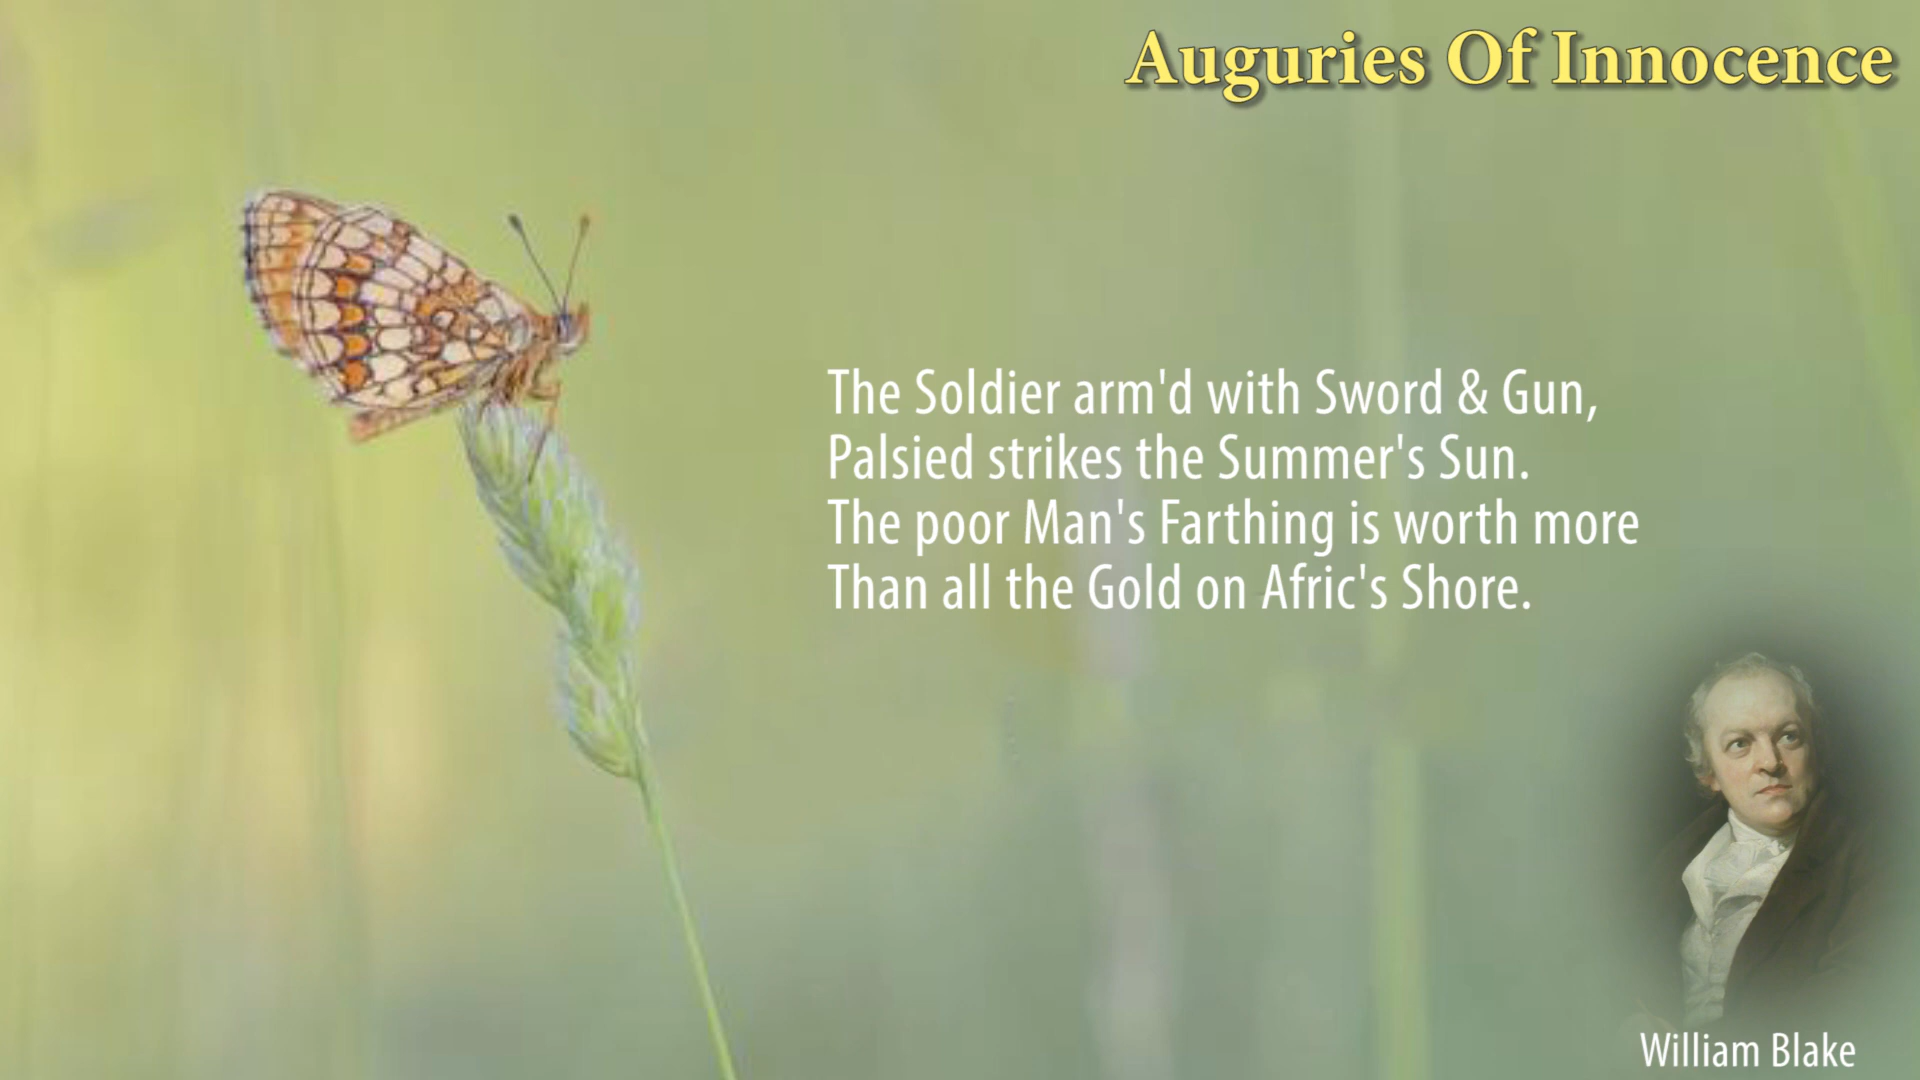 Auguries Of Innocence
The Soldier arm'd with Sword & Gun,
Palsied strikes the Summer's Sun.
The poor Man's Farthing is worth more
Than all the Gold on Afric's Shore.
William Blake